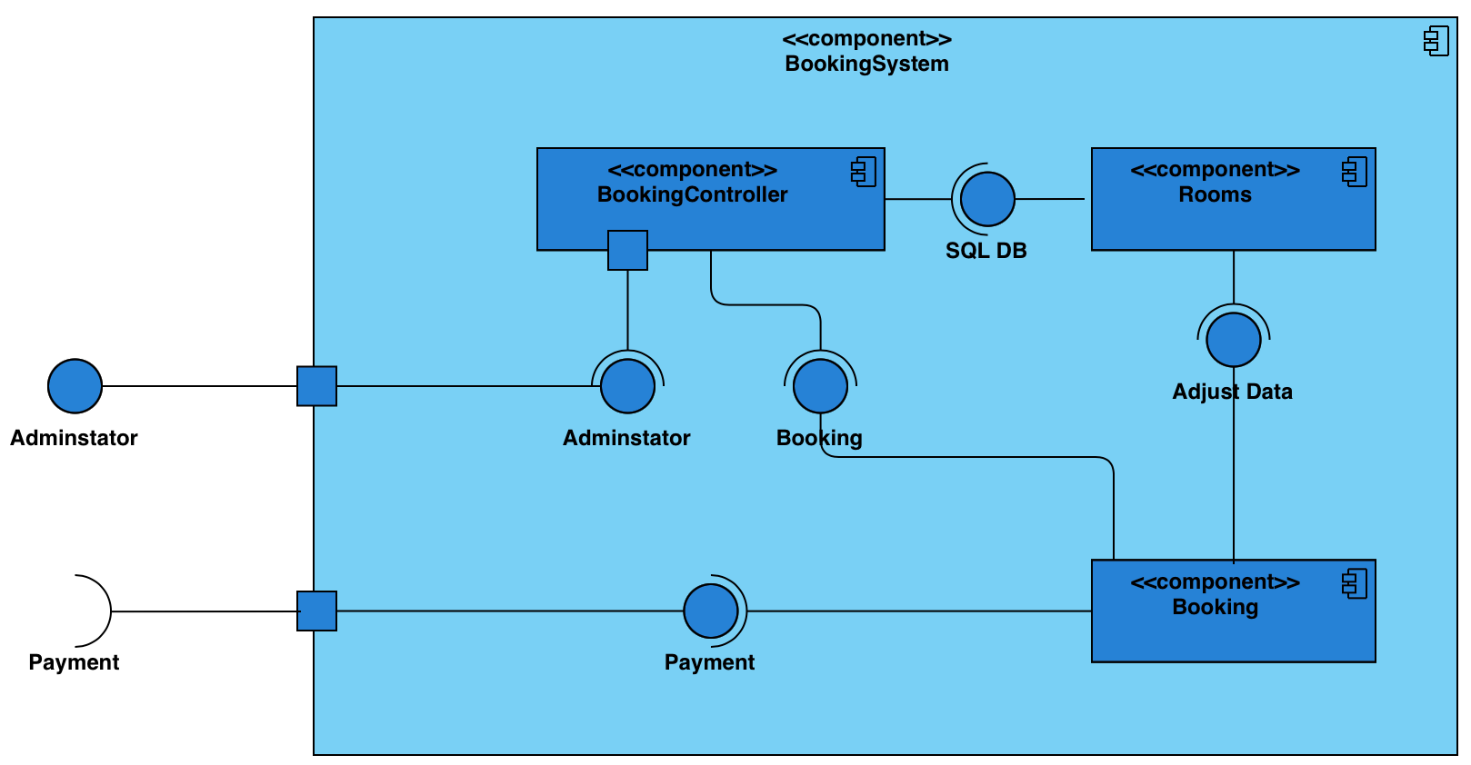 <<component>>
BookingSystem
<<component>>
BookingController
<<component>>
Rooms
SQL DB
Adjust Data
Adminstator
Adminstator
Booking
<<component>>
Booking
Payment
Payment